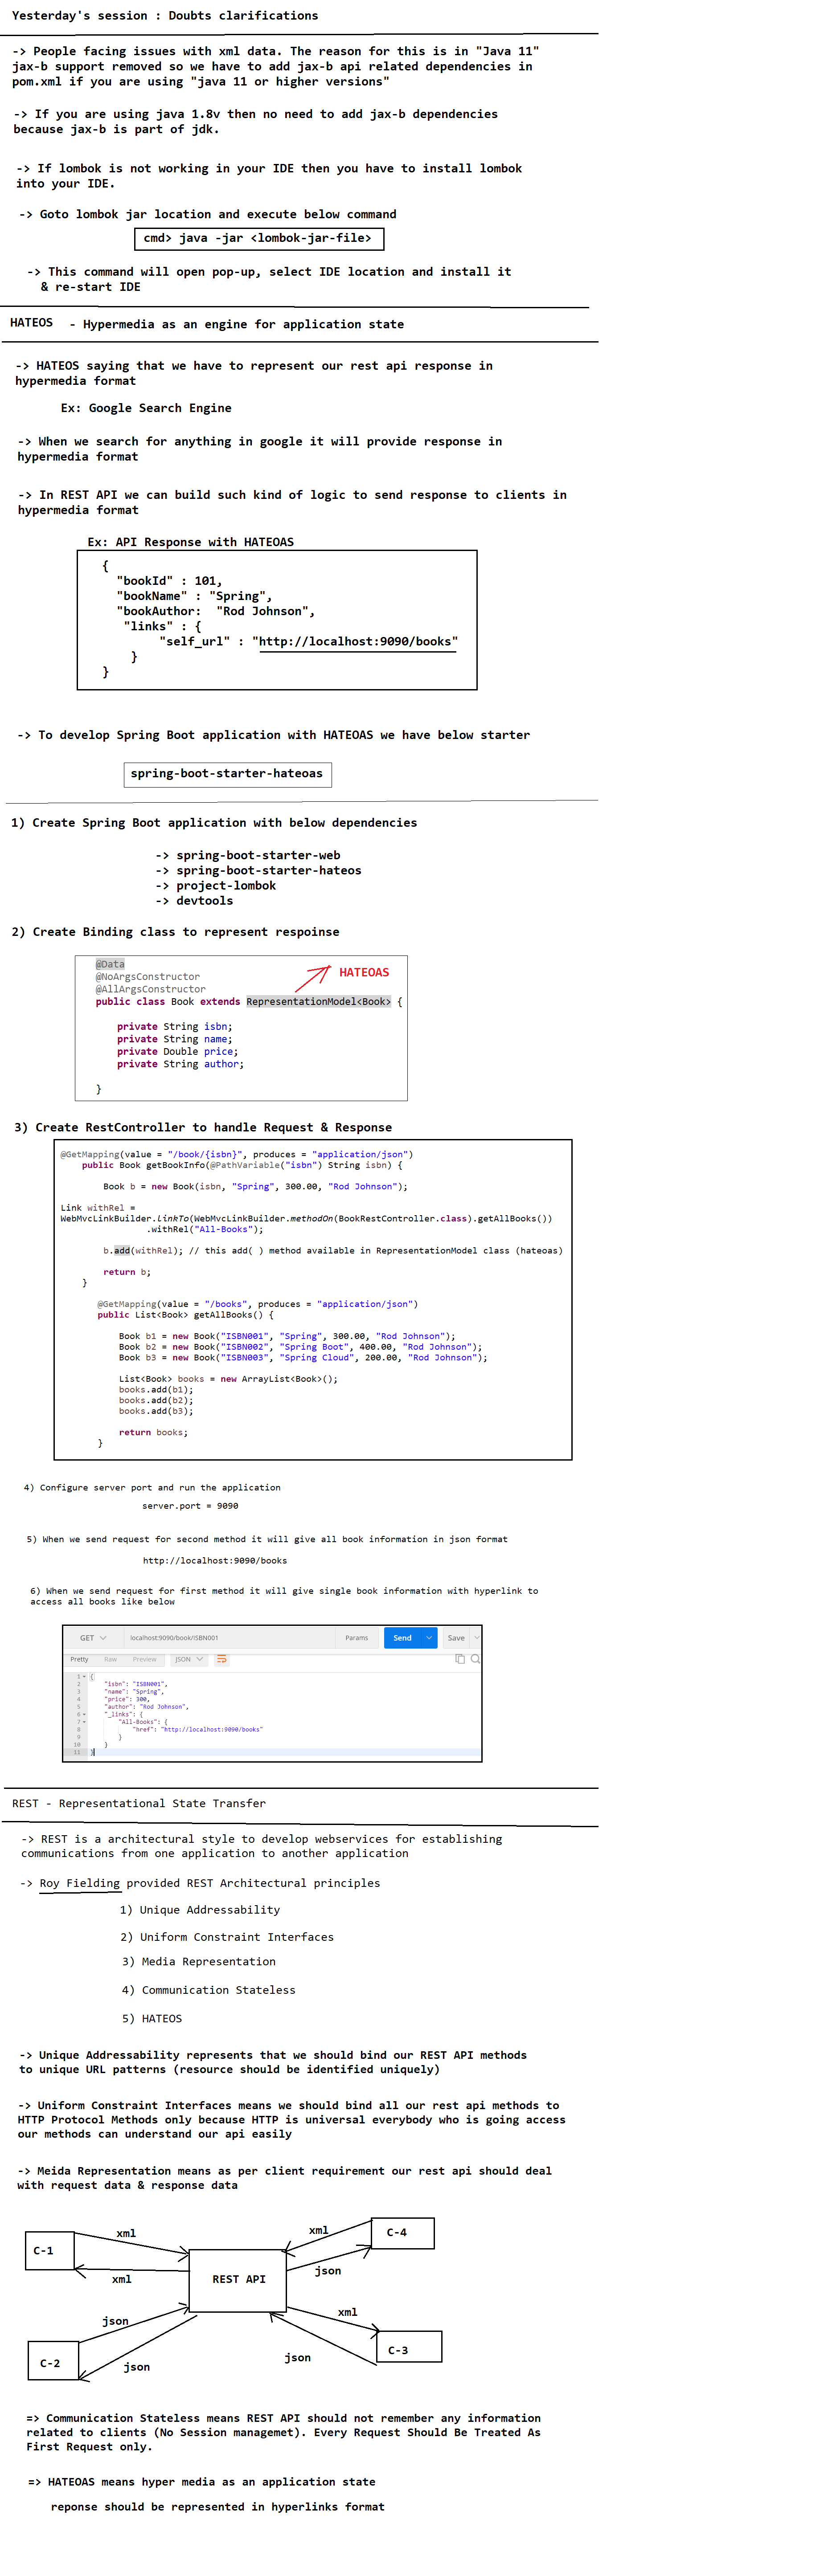 Yesterday's session : Doubts clarifications
-> People facing issues with xml data. The reason for this is in "Java 11"
jax-b support removed so we have to add jax-b api related dependencies in
pom.xml if you are using "java 11 or higher versions"
-> If you are using java 1.8v then no need to add jax-b dependencies
because jax-b is part of jdk.
-> If lombok is not working in your IDE then you have to install lombok
into your IDE.
-> Goto lombok jar location and execute below command
cmd> java -jar <lombok-jar-file>
-> This command will open pop-up, select IDE location and install it
& re-start IDE
HATEOS - Hypermedia as an engine for application state
-> HATEOS saying that we have to represent our rest api response in
hypermedia format
Ex: Google Search Engine
-> When we search for anything in google it will provide response in
hypermedia format
-> In REST API we can build such kind of logic to send response to clients in
hypermedia format
Ex: API Response with HATEOAS
{
"bookId" : 101,
"bookName" : "Spring",
"bookAuthor:  "Rod Johnson",
"links" : {
"self_url" : "http://localhost:9090/books"
}
}
-> To develop Spring Boot application with HATEOAS we have below starter
spring-boot-starter-hateoas
1) Create Spring Boot application with below dependencies
-> spring-boot-starter-web
-> spring-boot-starter-hateos
-> project-lombok
-> devtools
2) Create Binding class to represent respoinse
@Data
HATEOAS
@NoArgsConstructor
@AllArgsConstructor
public class Book extends RepresentationModel<Book> {
private String isbn;
private String name;
private Double price;
private String author;
}
3) Create RestController to handle Request & Response
@GetMapping(value = "/book/{isbn}", produces = "application/json")
public Book getBookInfo(@PathVariable("isbn") String isbn) {
Book b = new Book(isbn, "Spring", 300.00, "Rod Johnson");
Link withRel =
WebMvcLinkBuilder.linkTo(WebMvcLinkBuilder.methodOn(BookRestController.class).getAllBooks())
.withRel("All-Books");
b.add(withRel); // this add( ) method available in RepresentationModel class (hateoas)
return b;
}
@GetMapping(value = "/books", produces = "application/json")
public List<Book> getAllBooks() {
Book b1 = new Book("ISBN001", "Spring", 300.00, "Rod Johnson");
Book b2 = new Book("ISBN002", "Spring Boot", 400.00, "Rod Johnson");
Book b3 = new Book("ISBN003", "Spring Cloud", 200.00, "Rod Johnson");
List<Book> books = new ArrayList<Book>();
books.add(b1);
books.add(b2);
books.add(b3);
return books;
}
4) Configure server port and run the application
server.port = 9090
5) When we send request for second method it will give all book information in json format
http://localhost:9090/books
6) When we send request for first method it will give single book information with hyperlink to
access all books like below
GET localhost:9090/book/ISBN001 Params Send Save
Pretty Raw Preview JSON
1 {
2 "isbn": "ISBN001",
3 "name": "Spring",
4 "price": 300,
5 "author": "Rod Johnson",
6 "_links": {
7 "All-Books": {
8 "href": "http://localhost:9090/books"
9 }
10 }
11 }
REST - Representational State Transfer
-> REST is a architectural style to develop webservices for establishing
communications from one application to another application
-> Roy Fielding provided REST Architectural principles
1) Unique Addressability
2) Uniform Constraint Interfaces
3) Media Representation
4) Communication Stateless
5) HATEOS
-> Unique Addressability represents that we should bind our REST API methods
to unique URL patterns (resource should be identified uniquely)
-> Uniform Constraint Interfaces means we should bind all our rest api methods to
HTTP Protocol Methods only because HTTP is universal everybody who is going access
our methods can understand our api easily
-> Meida Representation means as per client requirement our rest api should deal
with request data & response data
xml
xml
C-4
C-1
json
REST API
xml
xml
json
C-3
json
C-2
json
json
=> Communication Stateless means REST API should not remember any information
related to clients (No Session managemet). Every Request Should Be Treated As
First Request only.
=> HATEOAS means hyper media as an application state
reponse should be represented in hyperlinks format